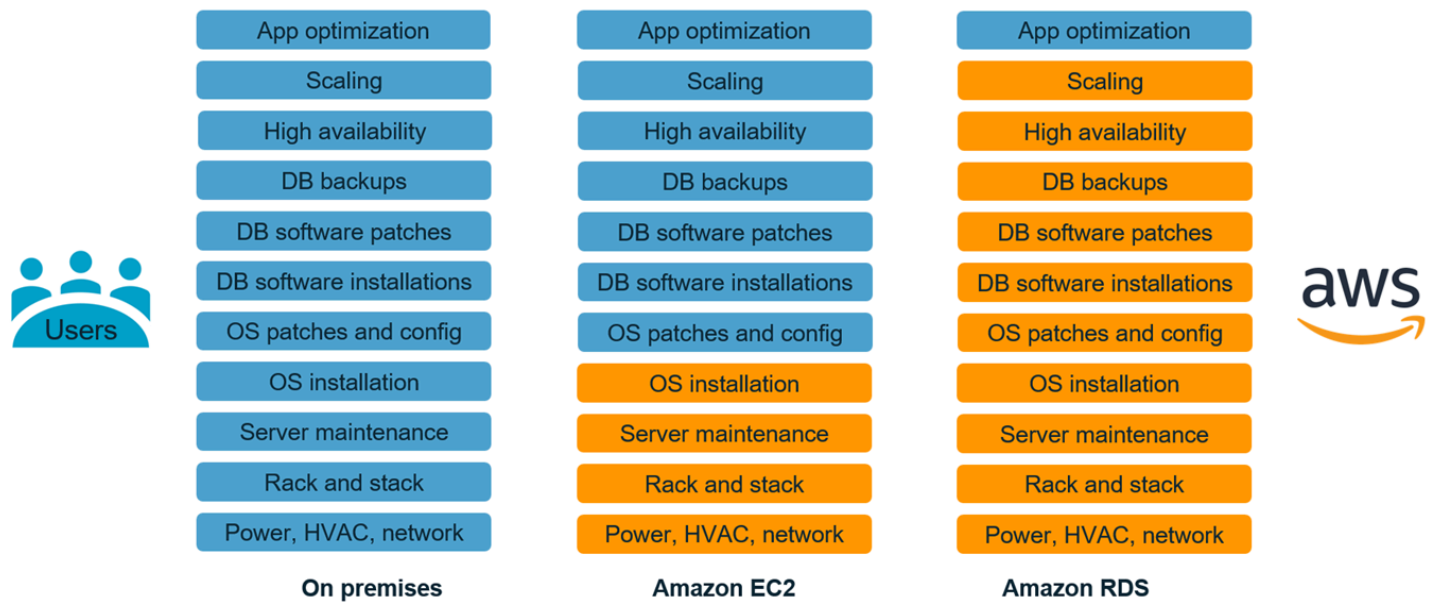 App optimization
Scaling
High availability
DB backups
DB software patches
DB software installations
OS patches and config
OS installation
Server maintenance
Rack and stack
Power, HVAC, network
On premises
App optimization
Scaling
High availability
DB backups
DB software patches
DB software installations
OS patches and config
OS installation
Server maintenance
Rack and stack
Power, HVAC, network
Amazon EC2
App optimization
Scaling
High availability
DB backups
DB software patches
DB software installations
OS patches and config
OS installation
Server maintenance
Rack and stack
Power, HVAC, network
Amazon RDS
Users
aws